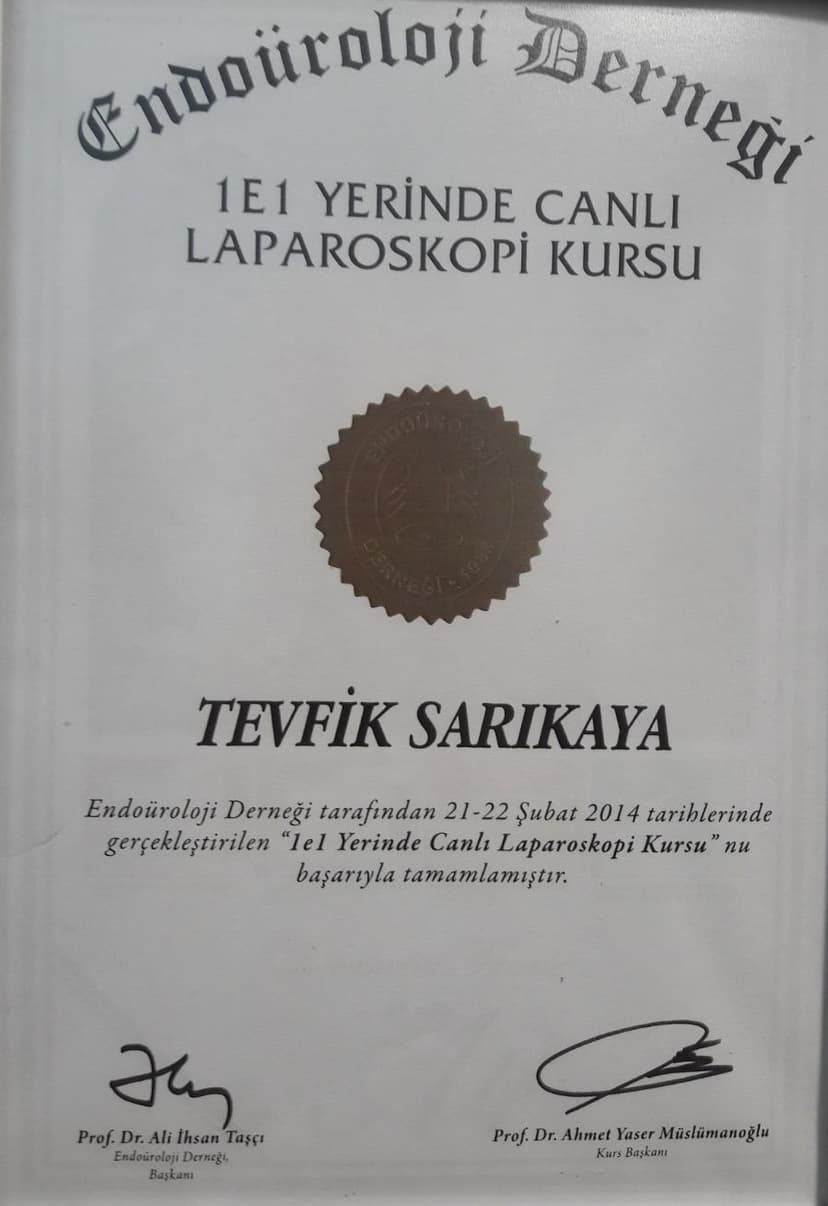 Endoüroloji Derneği
1E1 YERİNDE CANLI
LAPAROSKOPİ KURSU
ENDOÜROLOJİ
DERNEĞİ
TEVFİK SARIKAYA
Endoüroloji Derneği tarafından 21-22 Şubat 2014 tarihlerinde
gerçekleştirilen “1e1 Yerinde Canlı Laparoskopi Kursu” nu
başarıyla tamamlamıştır.
Prof. Dr. Ali İhsan Taşçı
Endoüroloji Derneği,
Başkanı
Prof. Dr. Ahmet Yaser Müslümanoğlu
Kurs Başkanı